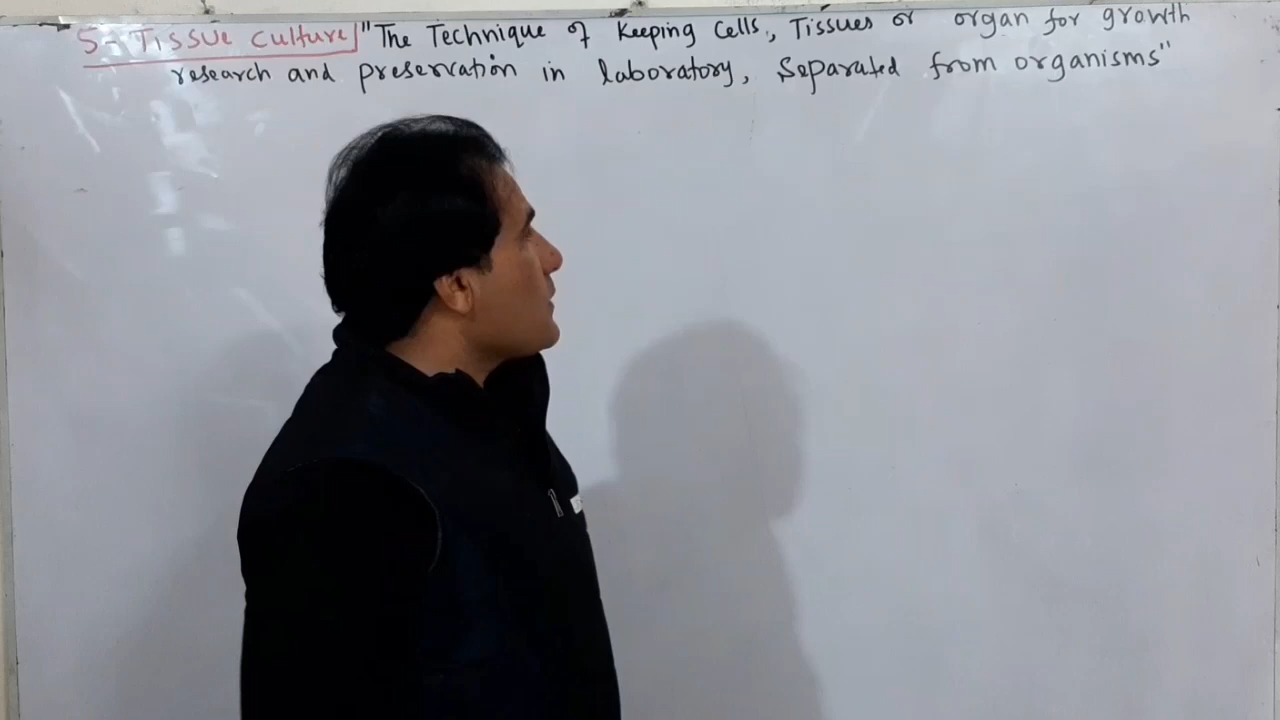 5- Tissue culture "The Technique of Keeping Cells, Tissues or organ for growth
research and preservation in laboratory, Separated from organisms"